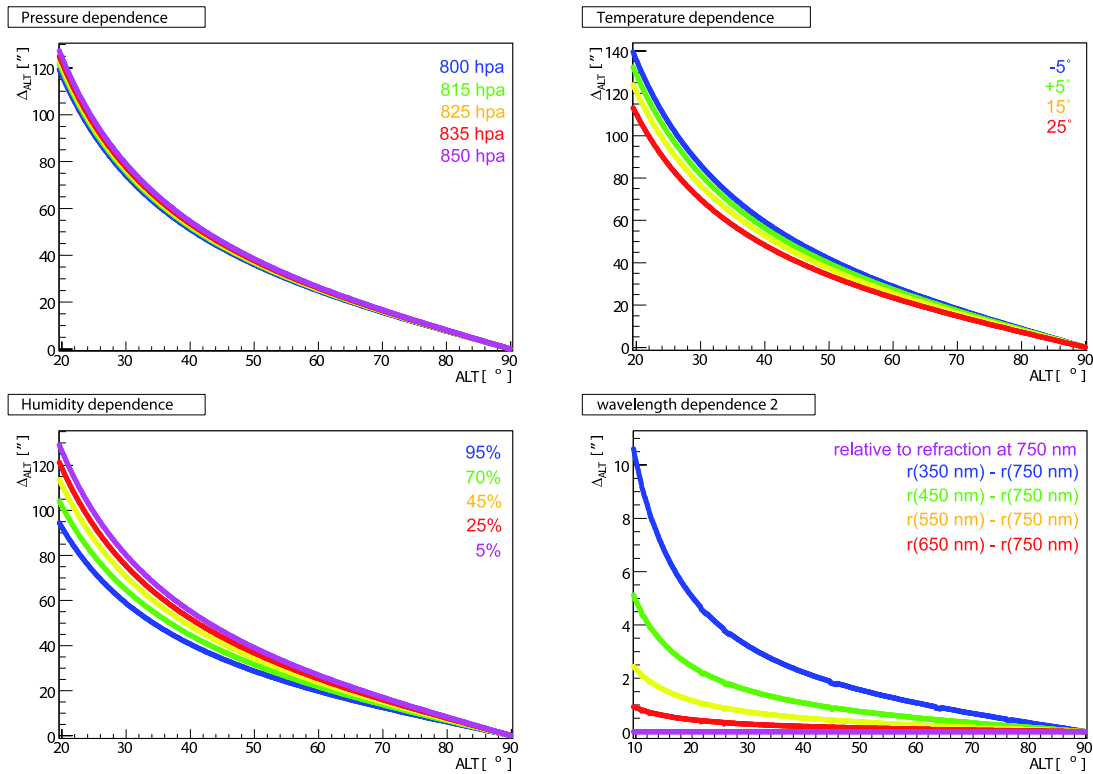 Pressure dependence
Δ_ALT [″]
120
100
80
60
40
20
0
800 hpa
815 hpa
825 hpa
835 hpa
850 hpa
20 30 40 50 60 70 80 90
ALT[ º ]
Temperature dependence
Δ_ALT [″]
140
120
100
80
60
40
20
0
-5˚
+5˚
15˚
25˚
20 30 40 50 60 70 80 90
ALT[ º ]
Humidity dependence
Δ_ALT [″]
120
100
80
60
40
20
0
95%
70%
45%
25%
5%
20 30 40 50 60 70 80 90
ALT[ º ]
wavelength dependence 2
Δ_ALT [″]
10
8
6
4
2
0
relative to refraction at 750 nm
r(350 nm) - r(750 nm)
r(450 nm) - r(750 nm)
r(550 nm) - r(750 nm)
r(650 nm) - r(750 nm)
10 20 30 40 50 60 70 80 90
ALT[ º ]